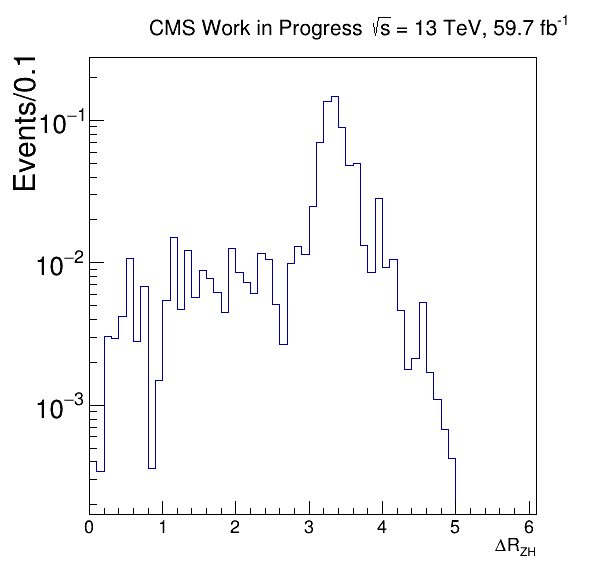 CMS Work in Progress √s = 13 TeV, 59.7 fb⁻¹
Events/0.1
10⁻¹
10⁻²
10⁻³
0 1 2 3 4 5 6
ΔR_ZH